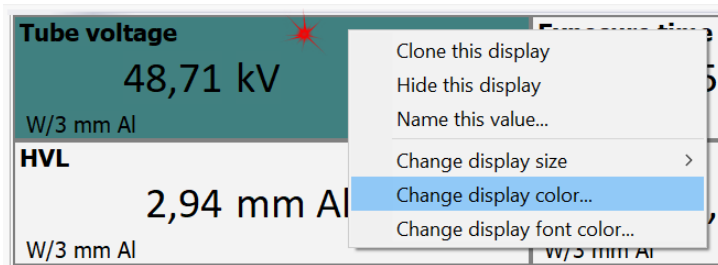 Tube voltage
48,71 kV
W/3 mm Al
HVL
2,94 mm Al
W/3 mm Al
Clone this display
Hide this display
Name this value...
Change display size
Change display color...
Change display font color...
W/3 mm Al